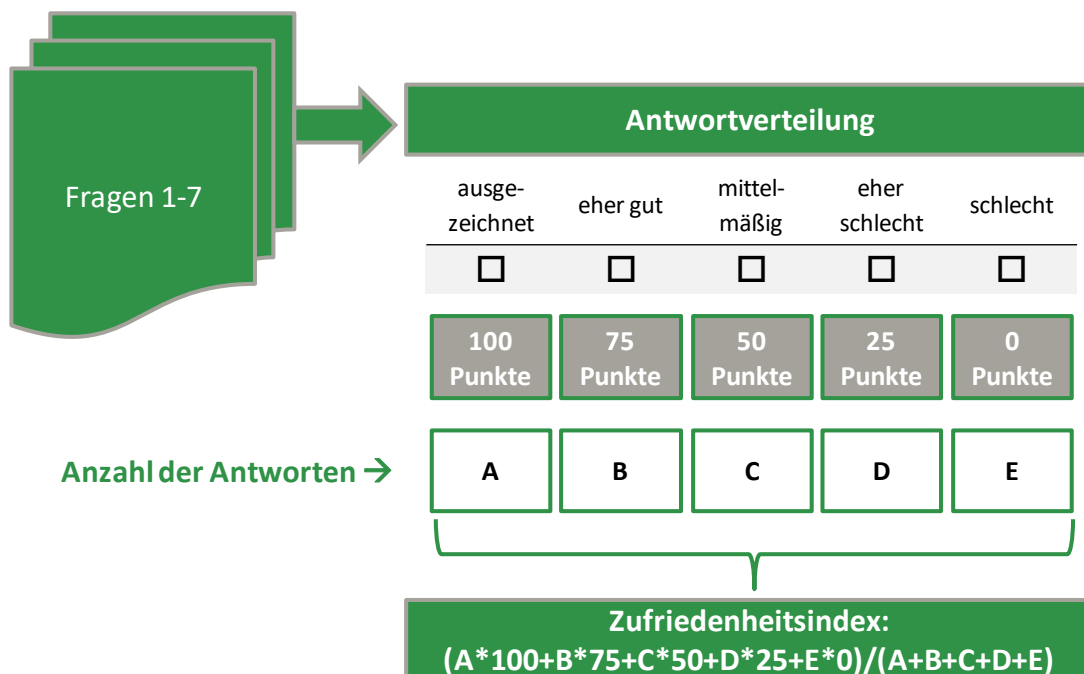 Fragen 1-7
Antwortverteilung
ausge-
zeichnet
eher gut
mittel-
mäßig
eher
schlecht
schlecht
100
Punkte
75
Punkte
50
Punkte
25
Punkte
0
Punkte
Anzahl der Antworten →
A
B
C
D
E
Zufriedenheitsindex:
(A*100+B*75+C*50+D*25+E*0)/(A+B+C+D+E)